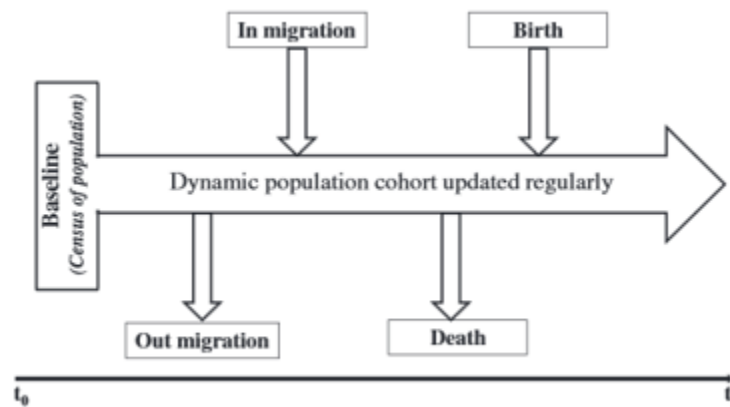 In migration
Birth
Baseline
(Census of population)
Dynamic population cohort updated regularly
Out migration
Death
t₀
t